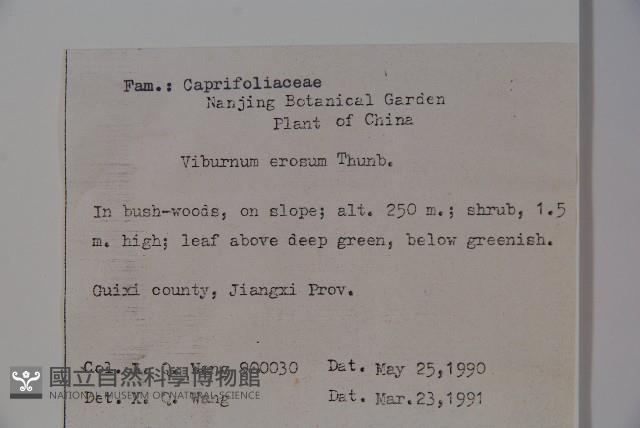 Fam.: Caprifoliaceae
Nanjing Botanical Garden
Plant of China
Viburnum erosum Thunb.
In bush-woods, on slope; alt. 250 m.; shrub, 1.5
m. high; leaf above deep green, below greenish.
Guixi county, Jiangxi Prov.
Col. Wang 900030 Dat. May 25,1990
Det. Wang Dat. Mar.23,1991
國立自然科學博物館
NATIONAL MUSEUM OF NATURAL SCIENCE